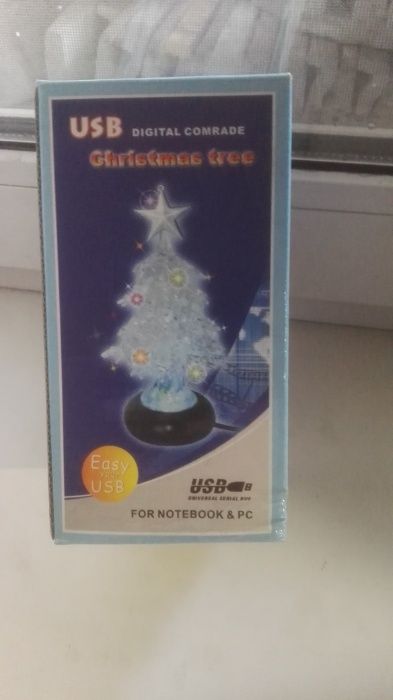 USB DIGITAL COMRADE
Christmas tree
Easy
USB
USB
UNIVERSAL SERIAL BUS
FOR NOTEBOOK & PC